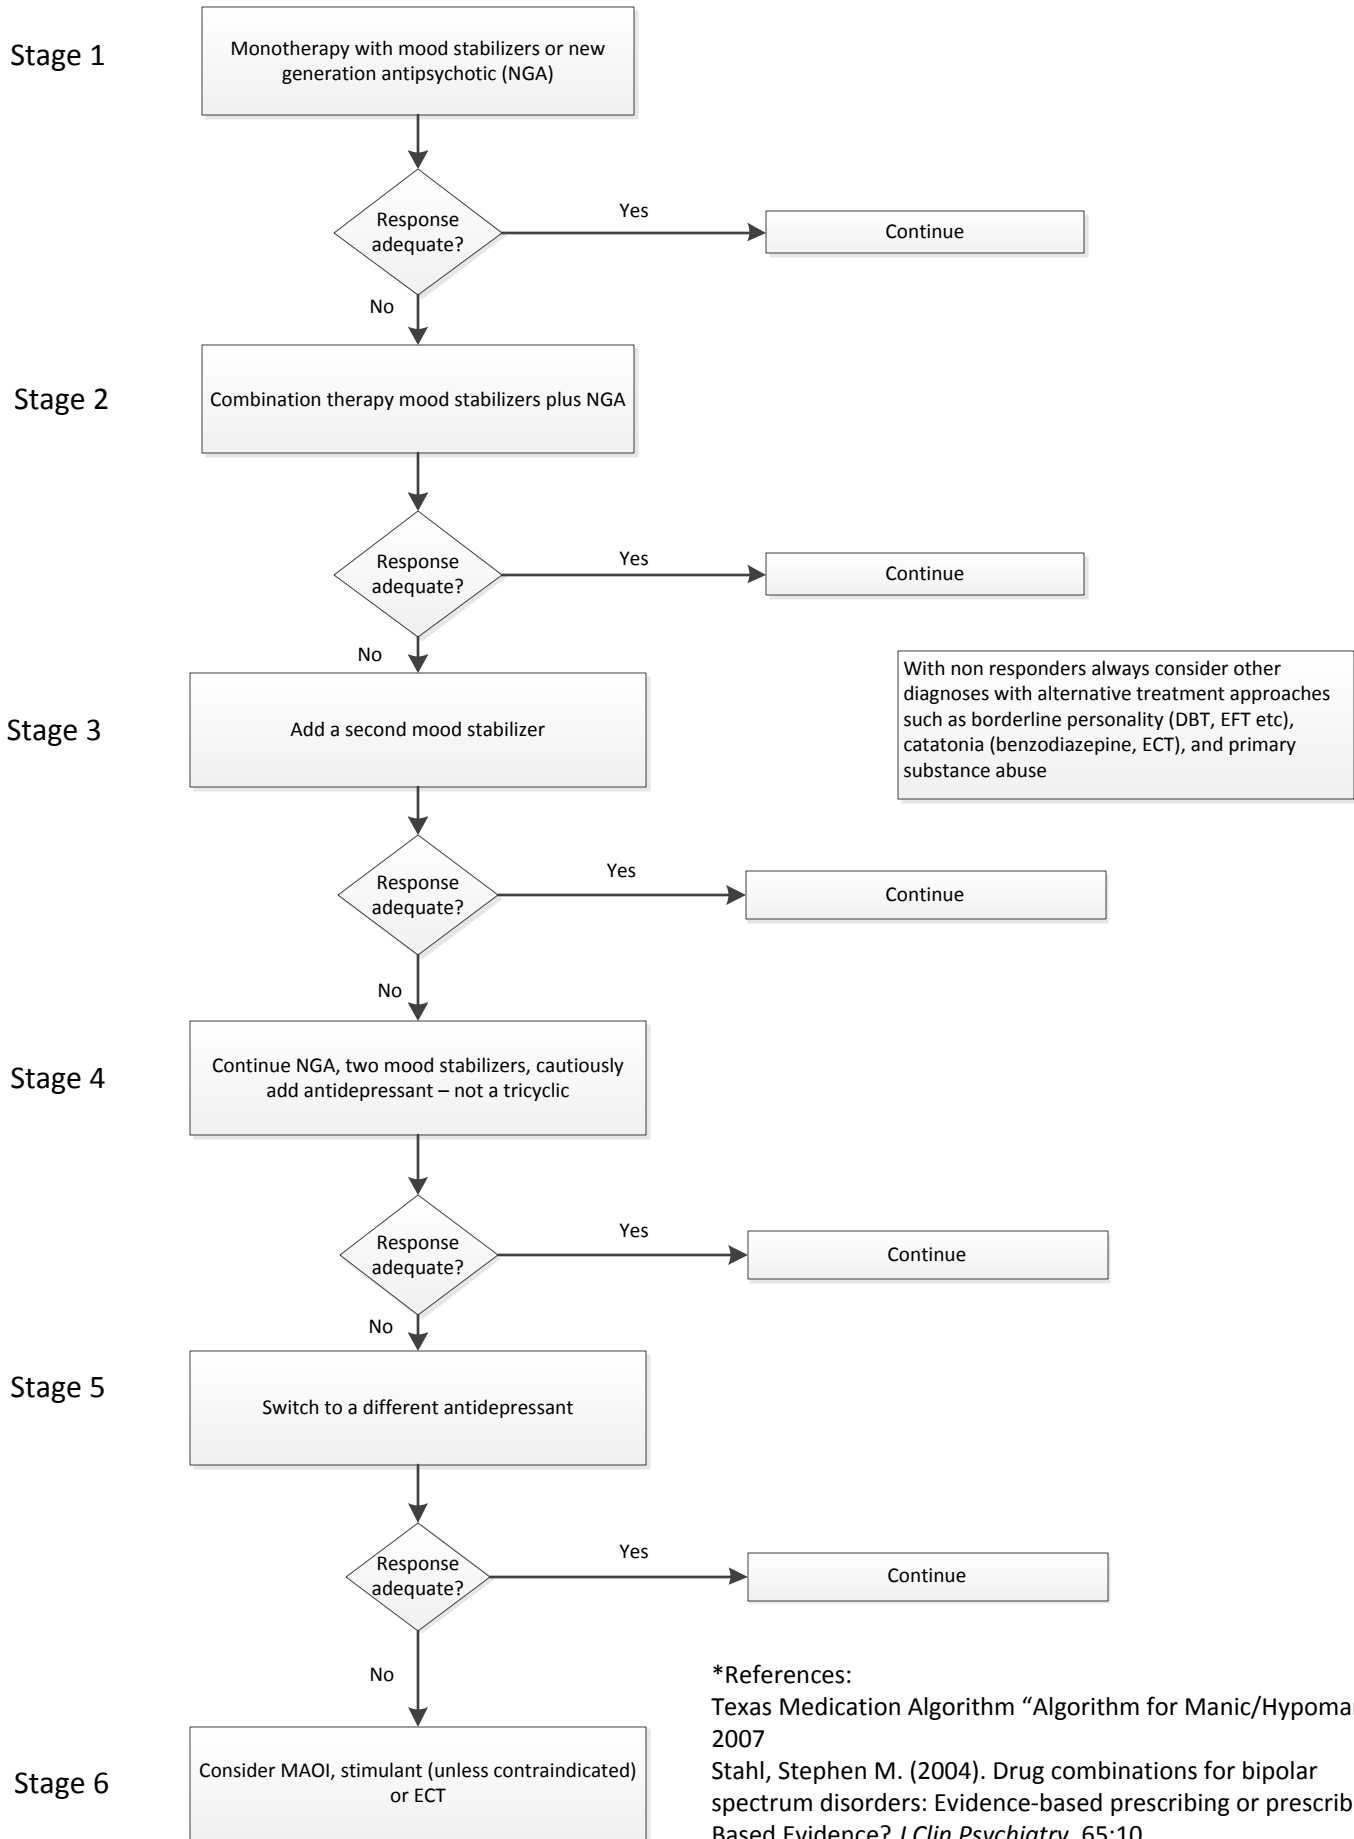 Stage 1
Monotherapy with mood stabilizers or new
generation antipsychotic (NGA)
Response
adequate?
Yes
Continue
No
Stage 2
Combination therapy mood stabilizers plus NGA
Response
adequate?
Yes
Continue
No
With non responders always consider other
diagnoses with alternative treatment approaches
such as borderline personality (DBT, EFT etc),
catatonia (benzodiazepine, ECT), and primary
substance abuse
Stage 3
Add a second mood stabilizer
Response
adequate?
Yes
Continue
No
Stage 4
Continue NGA, two mood stabilizers, cautiously
add antidepressant – not a tricyclic
Response
adequate?
Yes
Continue
No
Stage 5
Switch to a different antidepressant
Response
adequate?
Yes
Continue
No
Stage 6
Consider MAOI, stimulant (unless contraindicated)
or ECT
*References:
Texas Medication Algorithm “Algorithm for Manic/
2007
Stahl, Stephen M. (2004). Drug combinations for bipolar
spectrum disorders: Evidence-based prescribing or
Based Evidence? J Clin Psychiatry, 65:10